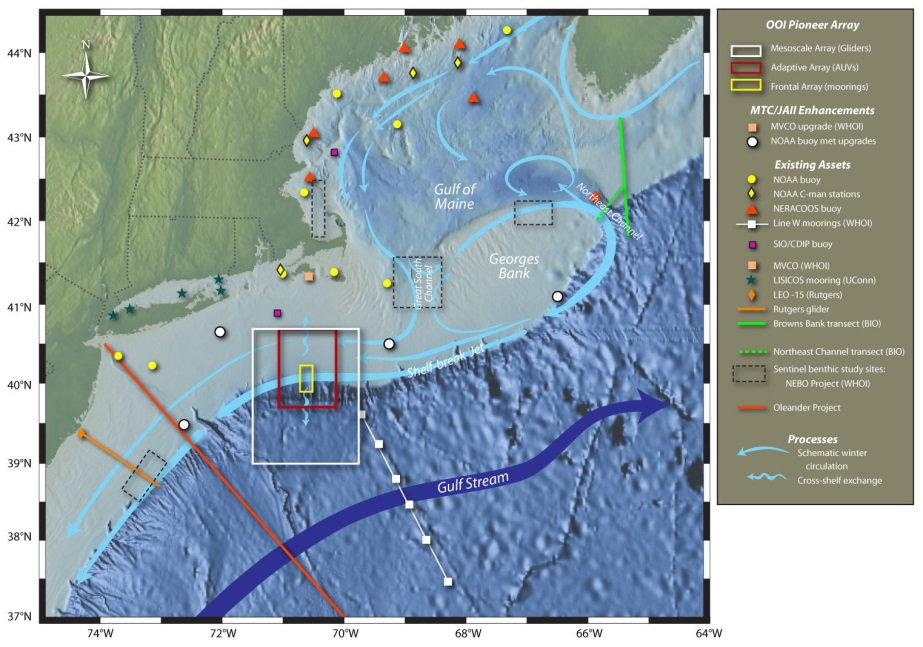 44°N
43°N
42°N
41°N
40°N
39°N
38°N
37°N
74°W
72°W
70°W
68°W
66°W
64°W
N
Gulf of
Maine
Northeast Channel
Georges
Bank
Great South
Channel
Shelf-break Jet
Gulf Stream
OOI Pioneer Array
Mesoscale Array (Gliders)
Adaptive Array (AUVs)
Frontal Array (moorings)
MTC/JAII Enhancements
MVCO upgrade (WHOI)
NOAA buoy met upgrades
Existing Assets
NOAA buoy
NOAA C-man stations
NERACOOS buoy
Line W moorings (WHOI)
SIO/CDIP buoy
MVCO (WHOI)
LISICOS mooring (UConn)
LEO -15 (Rutgers)
Rutgers glider
Browns Bank transect (BIO)
Northeast Channel transect (BIO)
Sentinel benthic study sites:
NEBO Project (WHOI)
Oleander Project
Processes
Schematic winter
circulation
Cross-shelf exchange